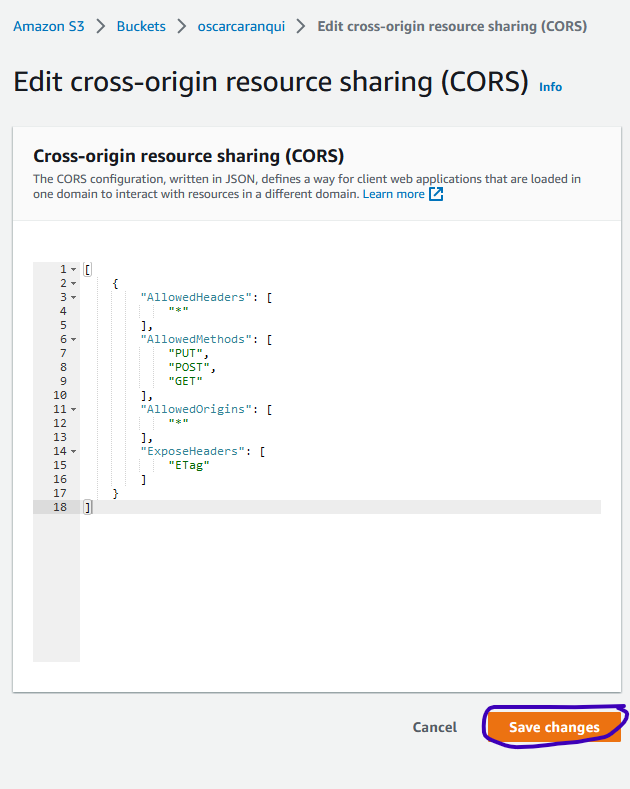 Amazon S3 > Buckets > oscarcaranqui > Edit cross-origin resource sharing (CORS)
Edit cross-origin resource sharing (CORS) Info
Cross-origin resource sharing (CORS)
The CORS configuration, written in JSON, defines a way for client web applications that are loaded in
one domain to interact with resources in a different domain. Learn more
1 [
2 {
3 "AllowedHeaders": [
4 "*"
5 ],
6 "AllowedMethods": [
7 "PUT",
8 "POST",
9 "GET"
10 ],
11 "AllowedOrigins": [
12 "*"
13 ],
14 "ExposeHeaders": [
15 "ETag"
16 ]
17 }
18 ]
Cancel Save changes